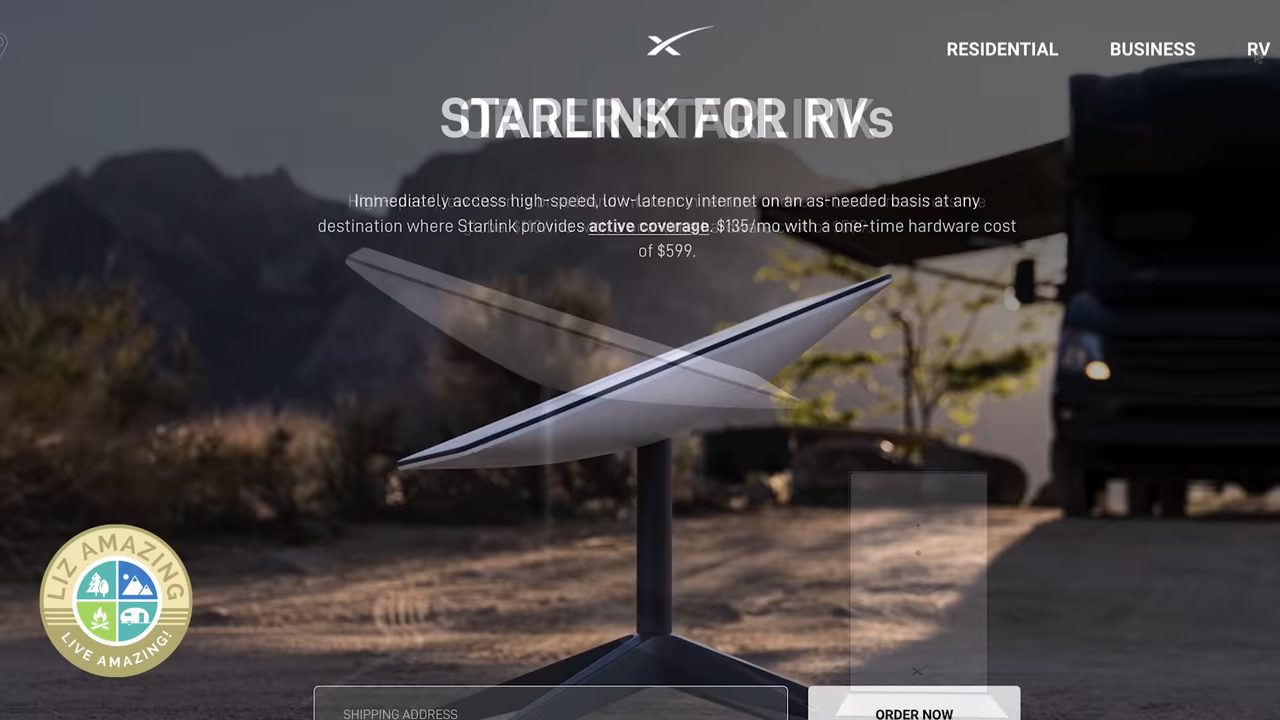 RESIDENTIAL BUSINESS RV
STARLINK FOR RVs
Immediately access high-speed, low-latency internet on an as-needed basis at any
destination where Starlink provides active coverage. $135/mo with a one-time hardware cost
of $599.
LIZ AMAZING
LIVE AMAZING!
SHIPPING ADDRESS
ORDER NOW